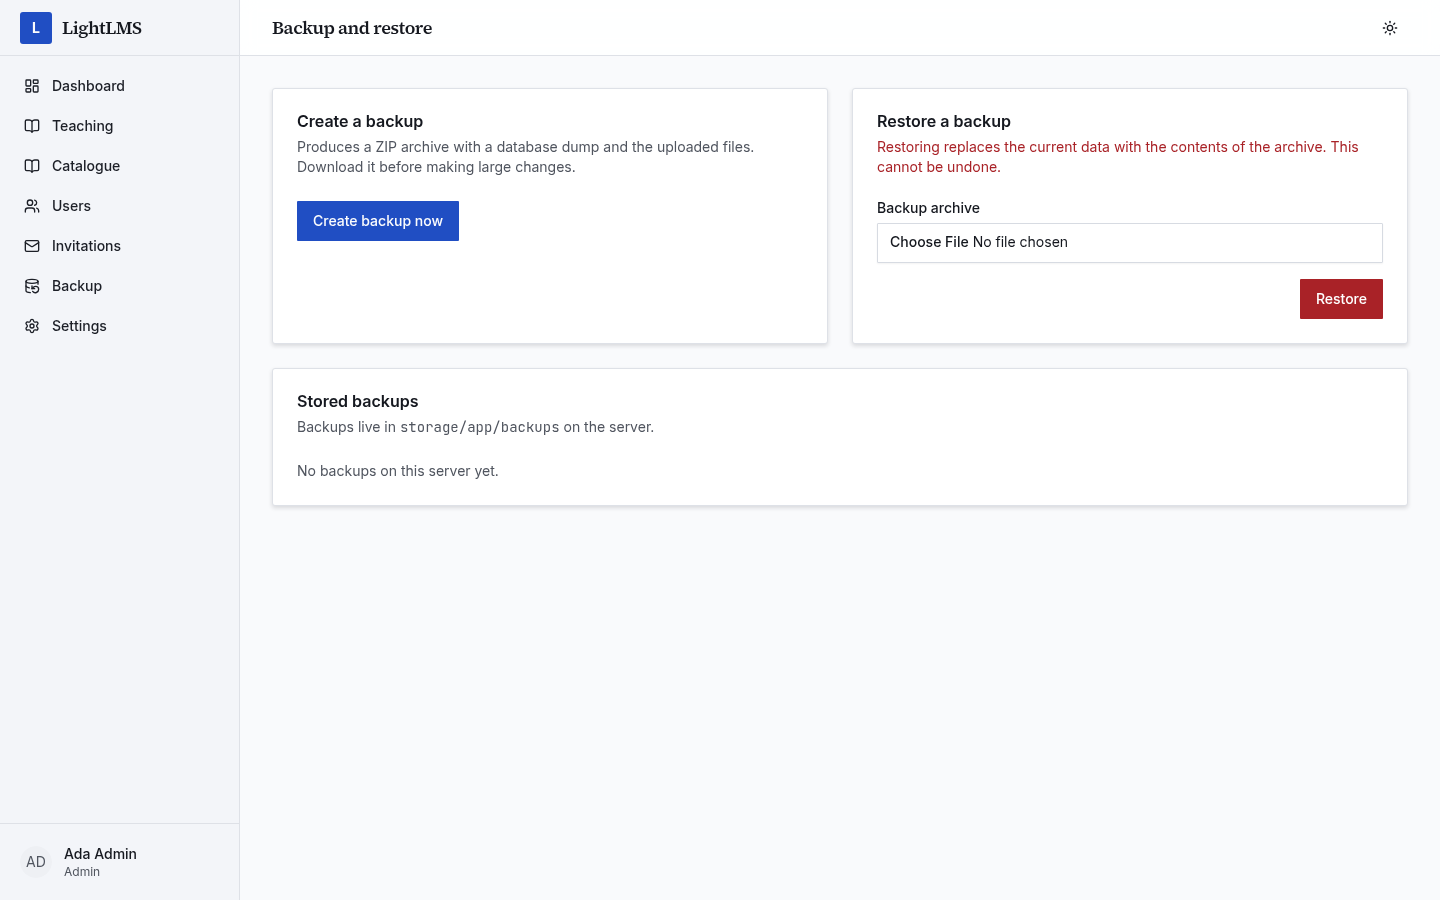 L LightLMS
Backup and restore
Dashboard
Teaching
Catalogue
Users
Invitations
Backup
Settings
Create a backup
Produces a ZIP archive with a database dump and the uploaded files.
Download it before making large changes.
Create backup now
Restore a backup
Restoring replaces the current data with the contents of the archive. This
cannot be undone.
Backup archive
Choose File No file chosen
Restore
Stored backups
Backups live in storage/app/backups on the server.
No backups on this server yet.
AD
Ada Admin
Admin